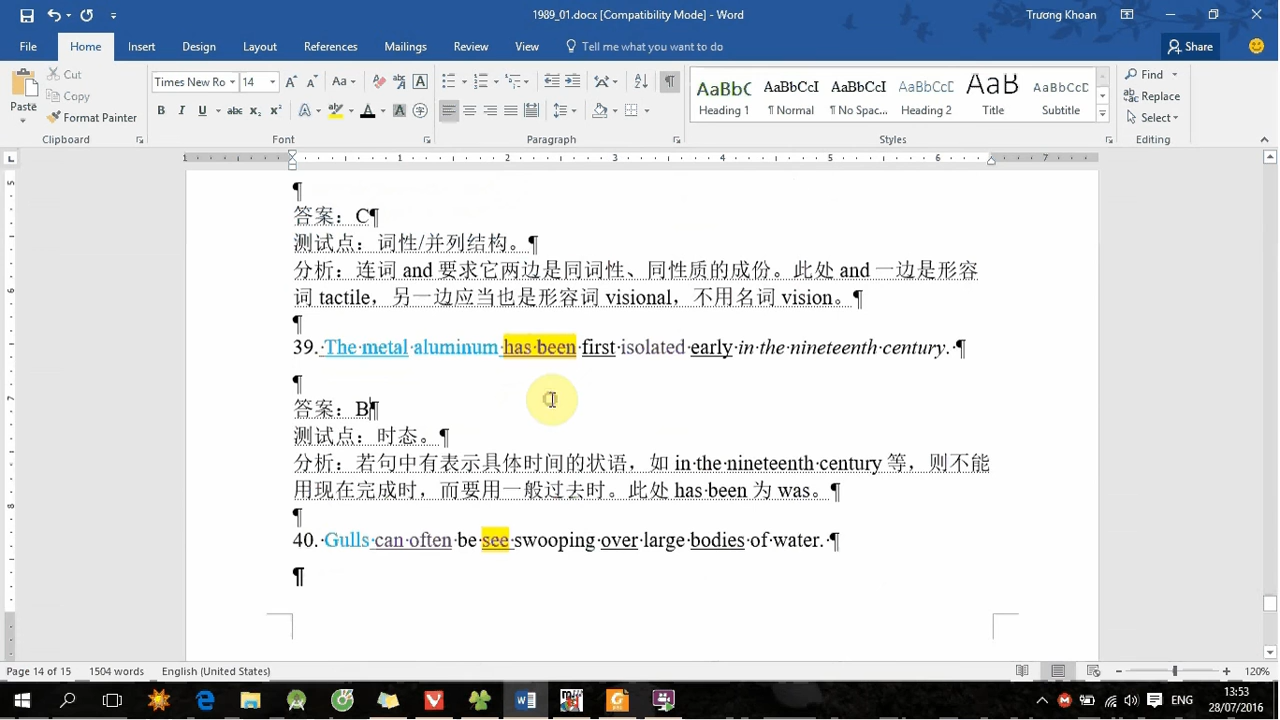 1989_01.docx [Compatibility Mode] - Word
Trương Khoan
File Home Insert Design Layout References Mailings Review View Tell me what you want to do Share
Paste
Cut
Copy
Format Painter
Clipboard
Times New Ro 14
Font
Paragraph
AaBbC AaBbCcI AaBbCcI AaBbCc AaB AaBbCcD
Heading 1 ¶ Normal ¶ No Spac... Heading 2 Title Subtitle
Styles
Find
Replace
Select
Editing
1 1 2 3 4 5 6 7
¶
答案：C¶
测试点：词性/并列结构。¶
分析：连词 and 要求它两边是同词性、同性质的成份。此处 and 一边是形容
词 tactile，另一边应当也是形容词 visional，不用名词 vision。¶
¶
39.·The·metal·aluminum·has·been·first·isolated·early·in·the·nineteenth·century.·¶
¶
答案：B¶
测试点：时态。¶
分析：若句中有表示具体时间的状语，如 in·the·nineteenth·century 等，则不能
用现在完成时，而要用一般过去时。此处 has·been 为 was。¶
¶
40.·Gulls·can·often·be·see·swooping·over·large·bodies·of·water.·¶
¶
Page 14 of 15 1504 words English (United States) 120%
ENG 13:53
28/07/2016